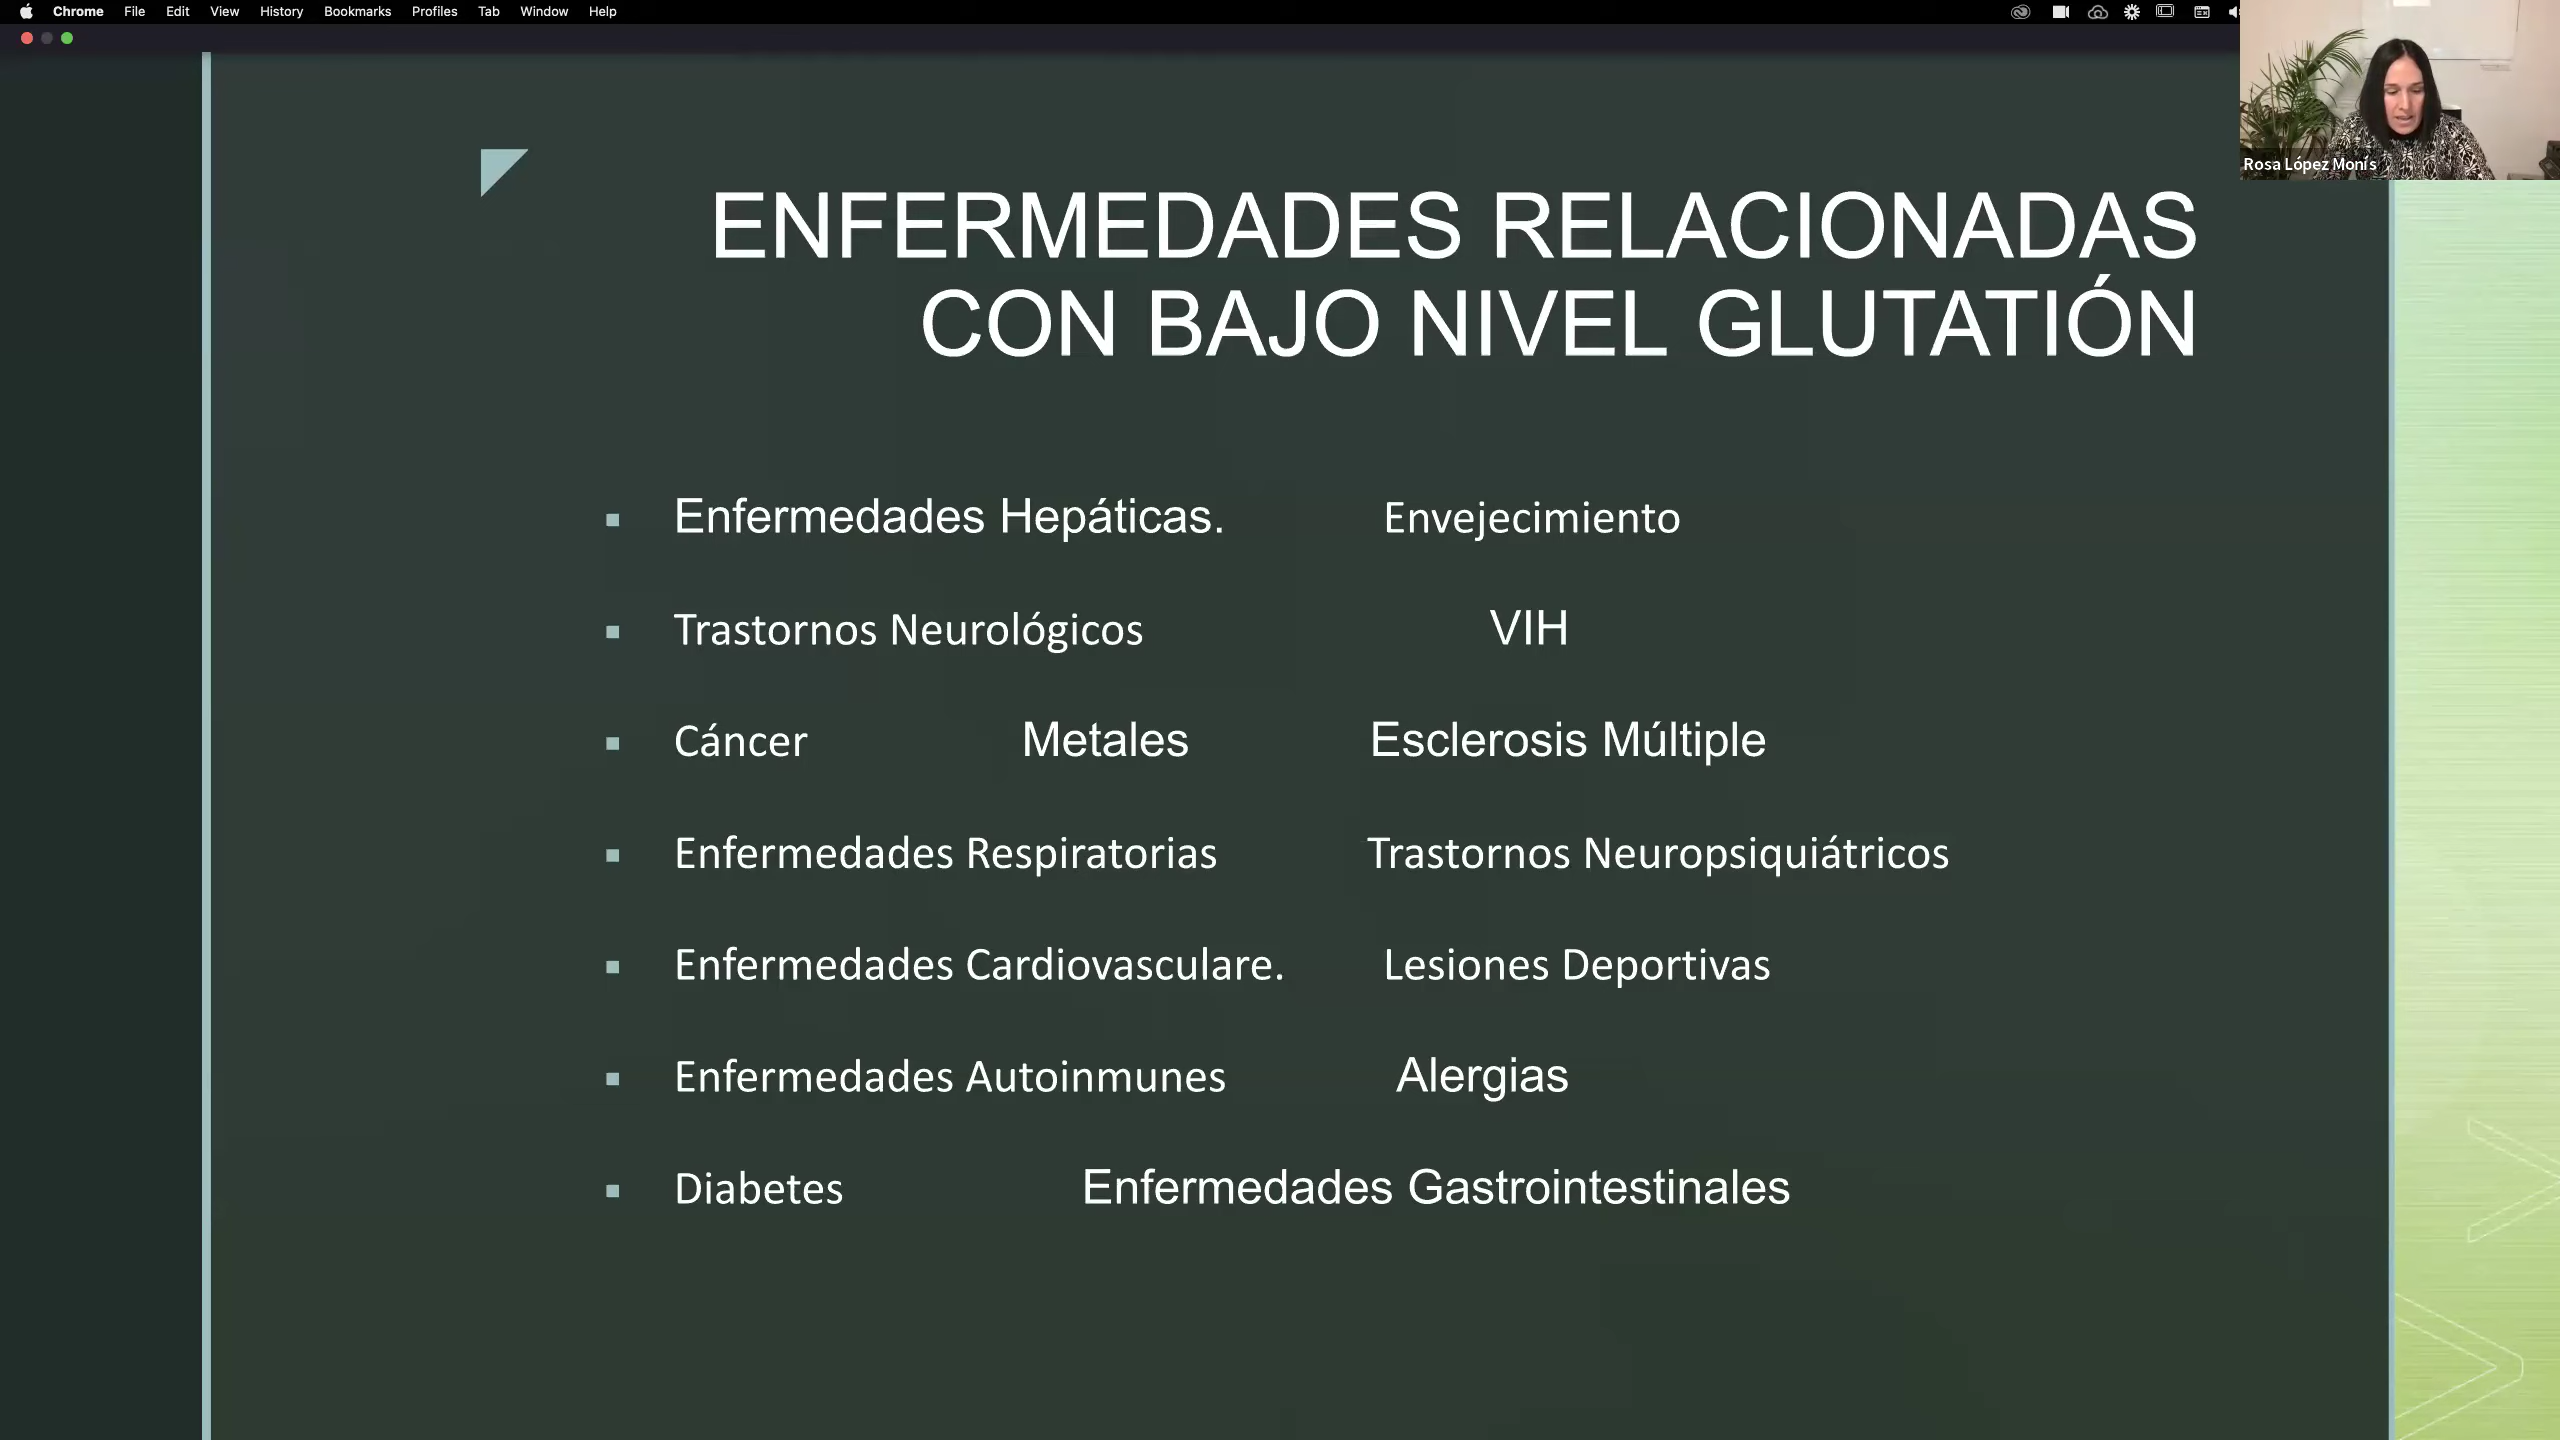 Chrome File Edit View History Bookmarks Profiles Tab Window Help
Rosa López Monís
ENFERMEDADES RELACIONADAS
CON BAJO NIVEL GLUTATIÓN
Enfermedades Hepáticas. Envejecimiento
Trastornos Neurológicos VIH
Cáncer Metales Esclerosis Múltiple
Enfermedades Respiratorias Trastornos Neuropsiquiátricos
Enfermedades Cardiovasculare. Lesiones Deportivas
Enfermedades Autoinmunes Alergias
Diabetes Enfermedades Gastrointestinales